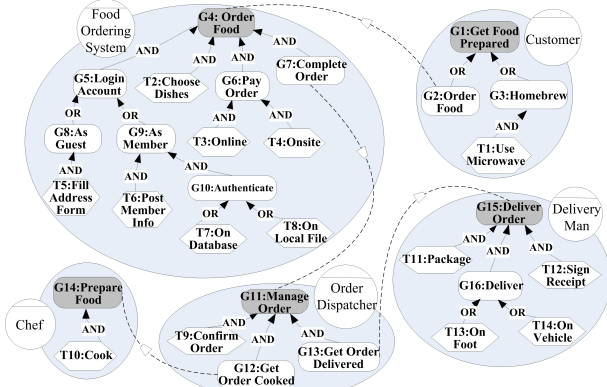 Food
Ordering
System
G4: Order
Food
AND
AND
AND
AND
G5:Login
Account
T2:Choose
Dishes
G6:Pay
Order
G7:Complete
Order
OR
OR
AND
AND
G8:As
Guest
G9:As
Member
T3:Online
T4:Onsite
AND
AND
AND
T5:Fill
Address
Form
T6:Post
Member
Info
G10:Authenticate
OR
OR
T7:On
Database
T8:On
Local File
G1:Get Food
Prepared
Customer
OR
OR
G2:Order
Food
G3:Homebrew
AND
T1:Use
Microwave
G15:Deliver
Order
Delivery
Man
AND
AND
AND
T11:Package
T12:Sign
Receipt
G16:Deliver
OR
OR
T13:On
Foot
T14:On
Vehicle
G14:Prepare
Food
Chef
AND
T10:Cook
G11:Manage
Order
Order
Dispatcher
AND
AND
AND
T9:Confirm
Order
G12:Get
Order Cooked
G13:Get Order
Delivered